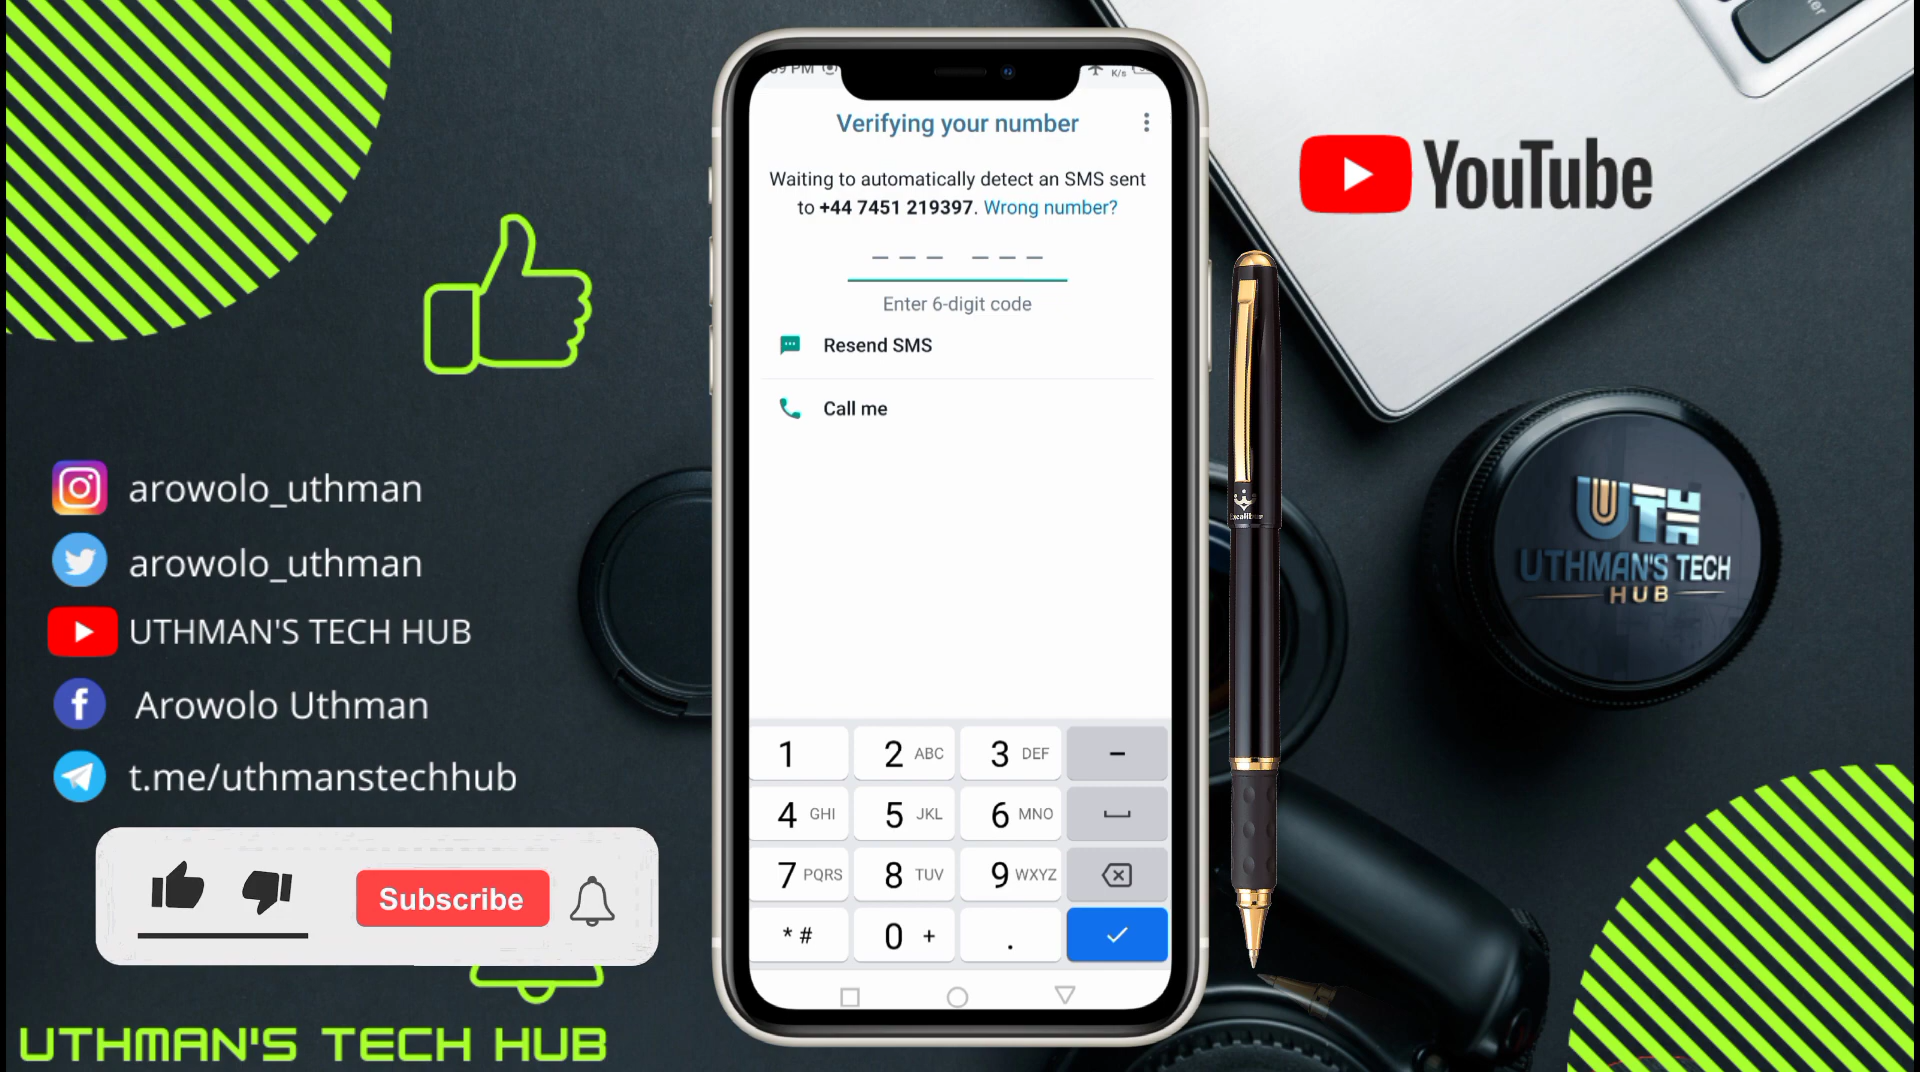 39 PM
K/s
Verifying your number
Waiting to automatically detect an SMS sent
to +44 7451 219397. Wrong number?
Enter 6-digit code
Resend SMS
Call me
1
2 ABC
3 DEF
-
4 GHI
5 JKL
6 MNO
7 PQRS
8 TUV
9 WXYZ
* #
0 +
.
YouTube
Excalibur
UTH
UTHMAN'S TECH
HUB
arowolo_uthman
arowolo_uthman
UTHMAN'S TECH HUB
Arowolo Uthman
t.me/uthmanstechhub
Subscribe
UTHMAN'S TECH HUB